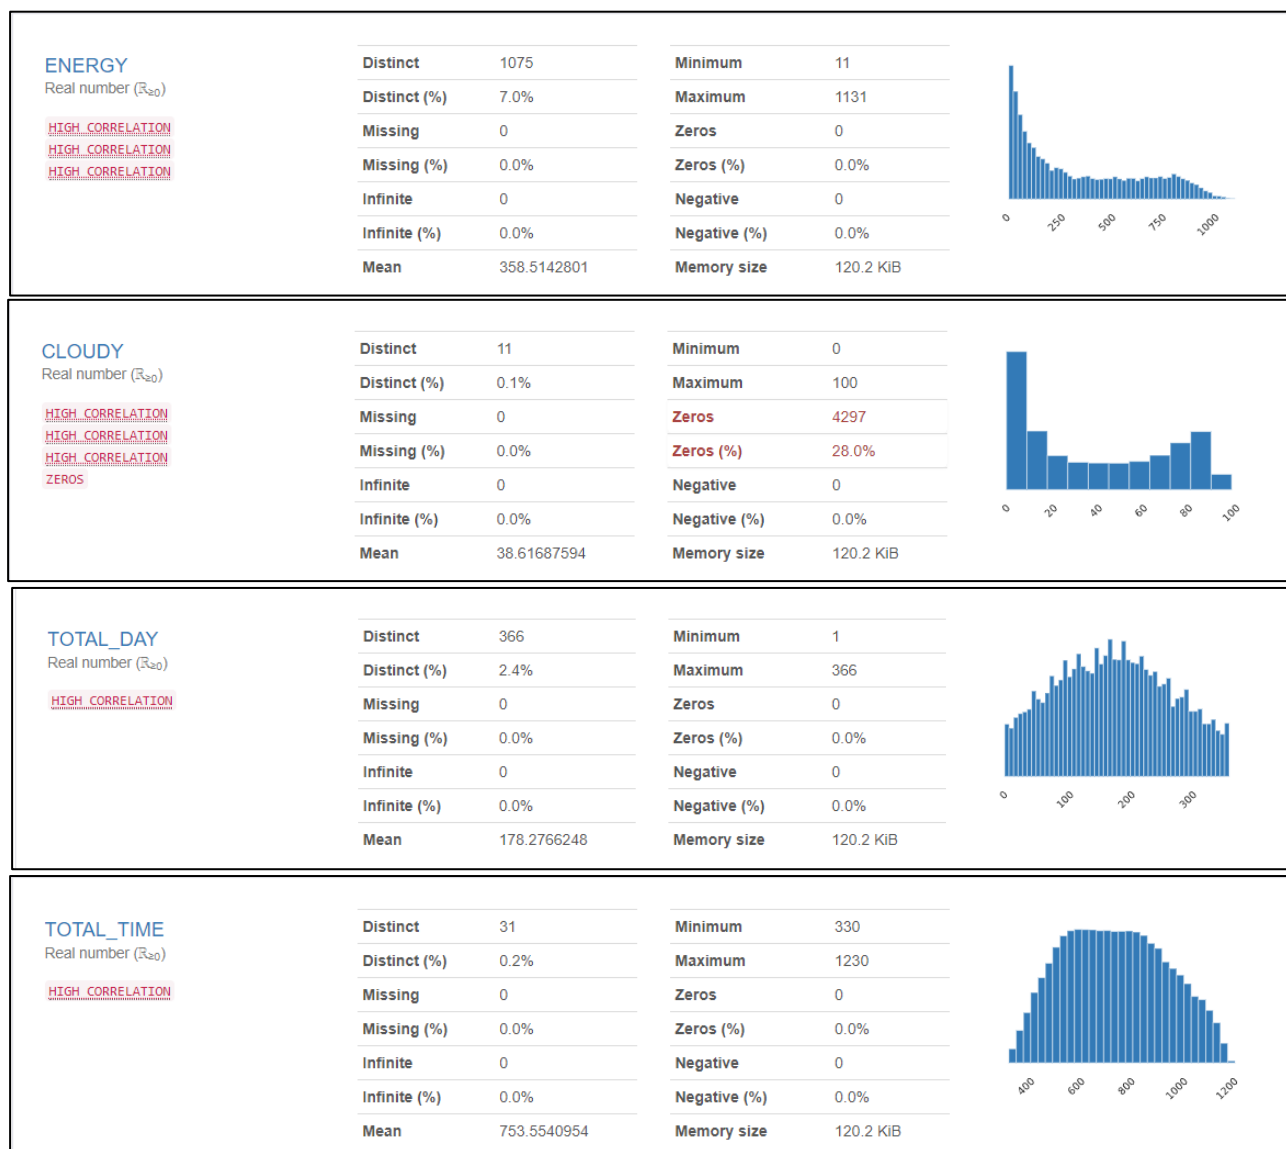 ENERGY
Real number (ℝ≥0)
HIGH CORRELATION
HIGH CORRELATION
HIGH CORRELATION
Distinct 1075
Distinct (%) 7.0%
Missing 0
Missing (%) 0.0%
Infinite 0
Infinite (%) 0.0%
Mean 358.5142801
Minimum 11
Maximum 1131
Zeros 0
Zeros (%) 0.0%
Negative 0
Negative (%) 0.0%
Memory size 120.2 KiB
0 250 500 750 1000
CLOUDY
Real number (ℝ≥0)
HIGH CORRELATION
HIGH CORRELATION
HIGH CORRELATION
ZEROS
Distinct 11
Distinct (%) 0.1%
Missing 0
Missing (%) 0.0%
Infinite 0
Infinite (%) 0.0%
Mean 38.61687594
Minimum 0
Maximum 100
Zeros 4297
Zeros (%) 28.0%
Negative 0
Negative (%) 0.0%
Memory size 120.2 KiB
0 20 40 60 80 100
TOTAL_DAY
Real number (ℝ≥0)
HIGH CORRELATION
Distinct 366
Distinct (%) 2.4%
Missing 0
Missing (%) 0.0%
Infinite 0
Infinite (%) 0.0%
Mean 178.2766248
Minimum 1
Maximum 366
Zeros 0
Zeros (%) 0.0%
Negative 0
Negative (%) 0.0%
Memory size 120.2 KiB
0 100 200 300
TOTAL_TIME
Real number (ℝ≥0)
HIGH CORRELATION
Distinct 31
Distinct (%) 0.2%
Missing 0
Missing (%) 0.0%
Infinite 0
Infinite (%) 0.0%
Mean 753.5540954
Minimum 330
Maximum 1230
Zeros 0
Zeros (%) 0.0%
Negative 0
Negative (%) 0.0%
Memory size 120.2 KiB
400 600 800 1000 1200